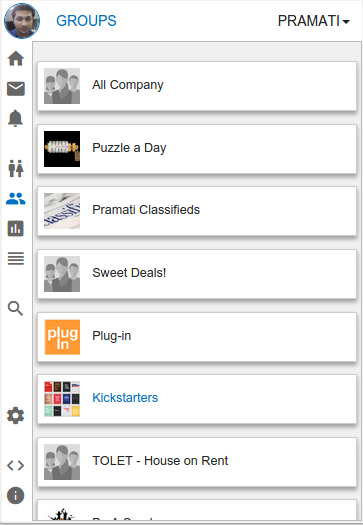 GROUPS
PRAMATI
All Company
Puzzle a Day
classified
Pramati Classifieds
Sweet Deals!
plug
in
Plug-in
Kickstarters
TOLET - House on Rent